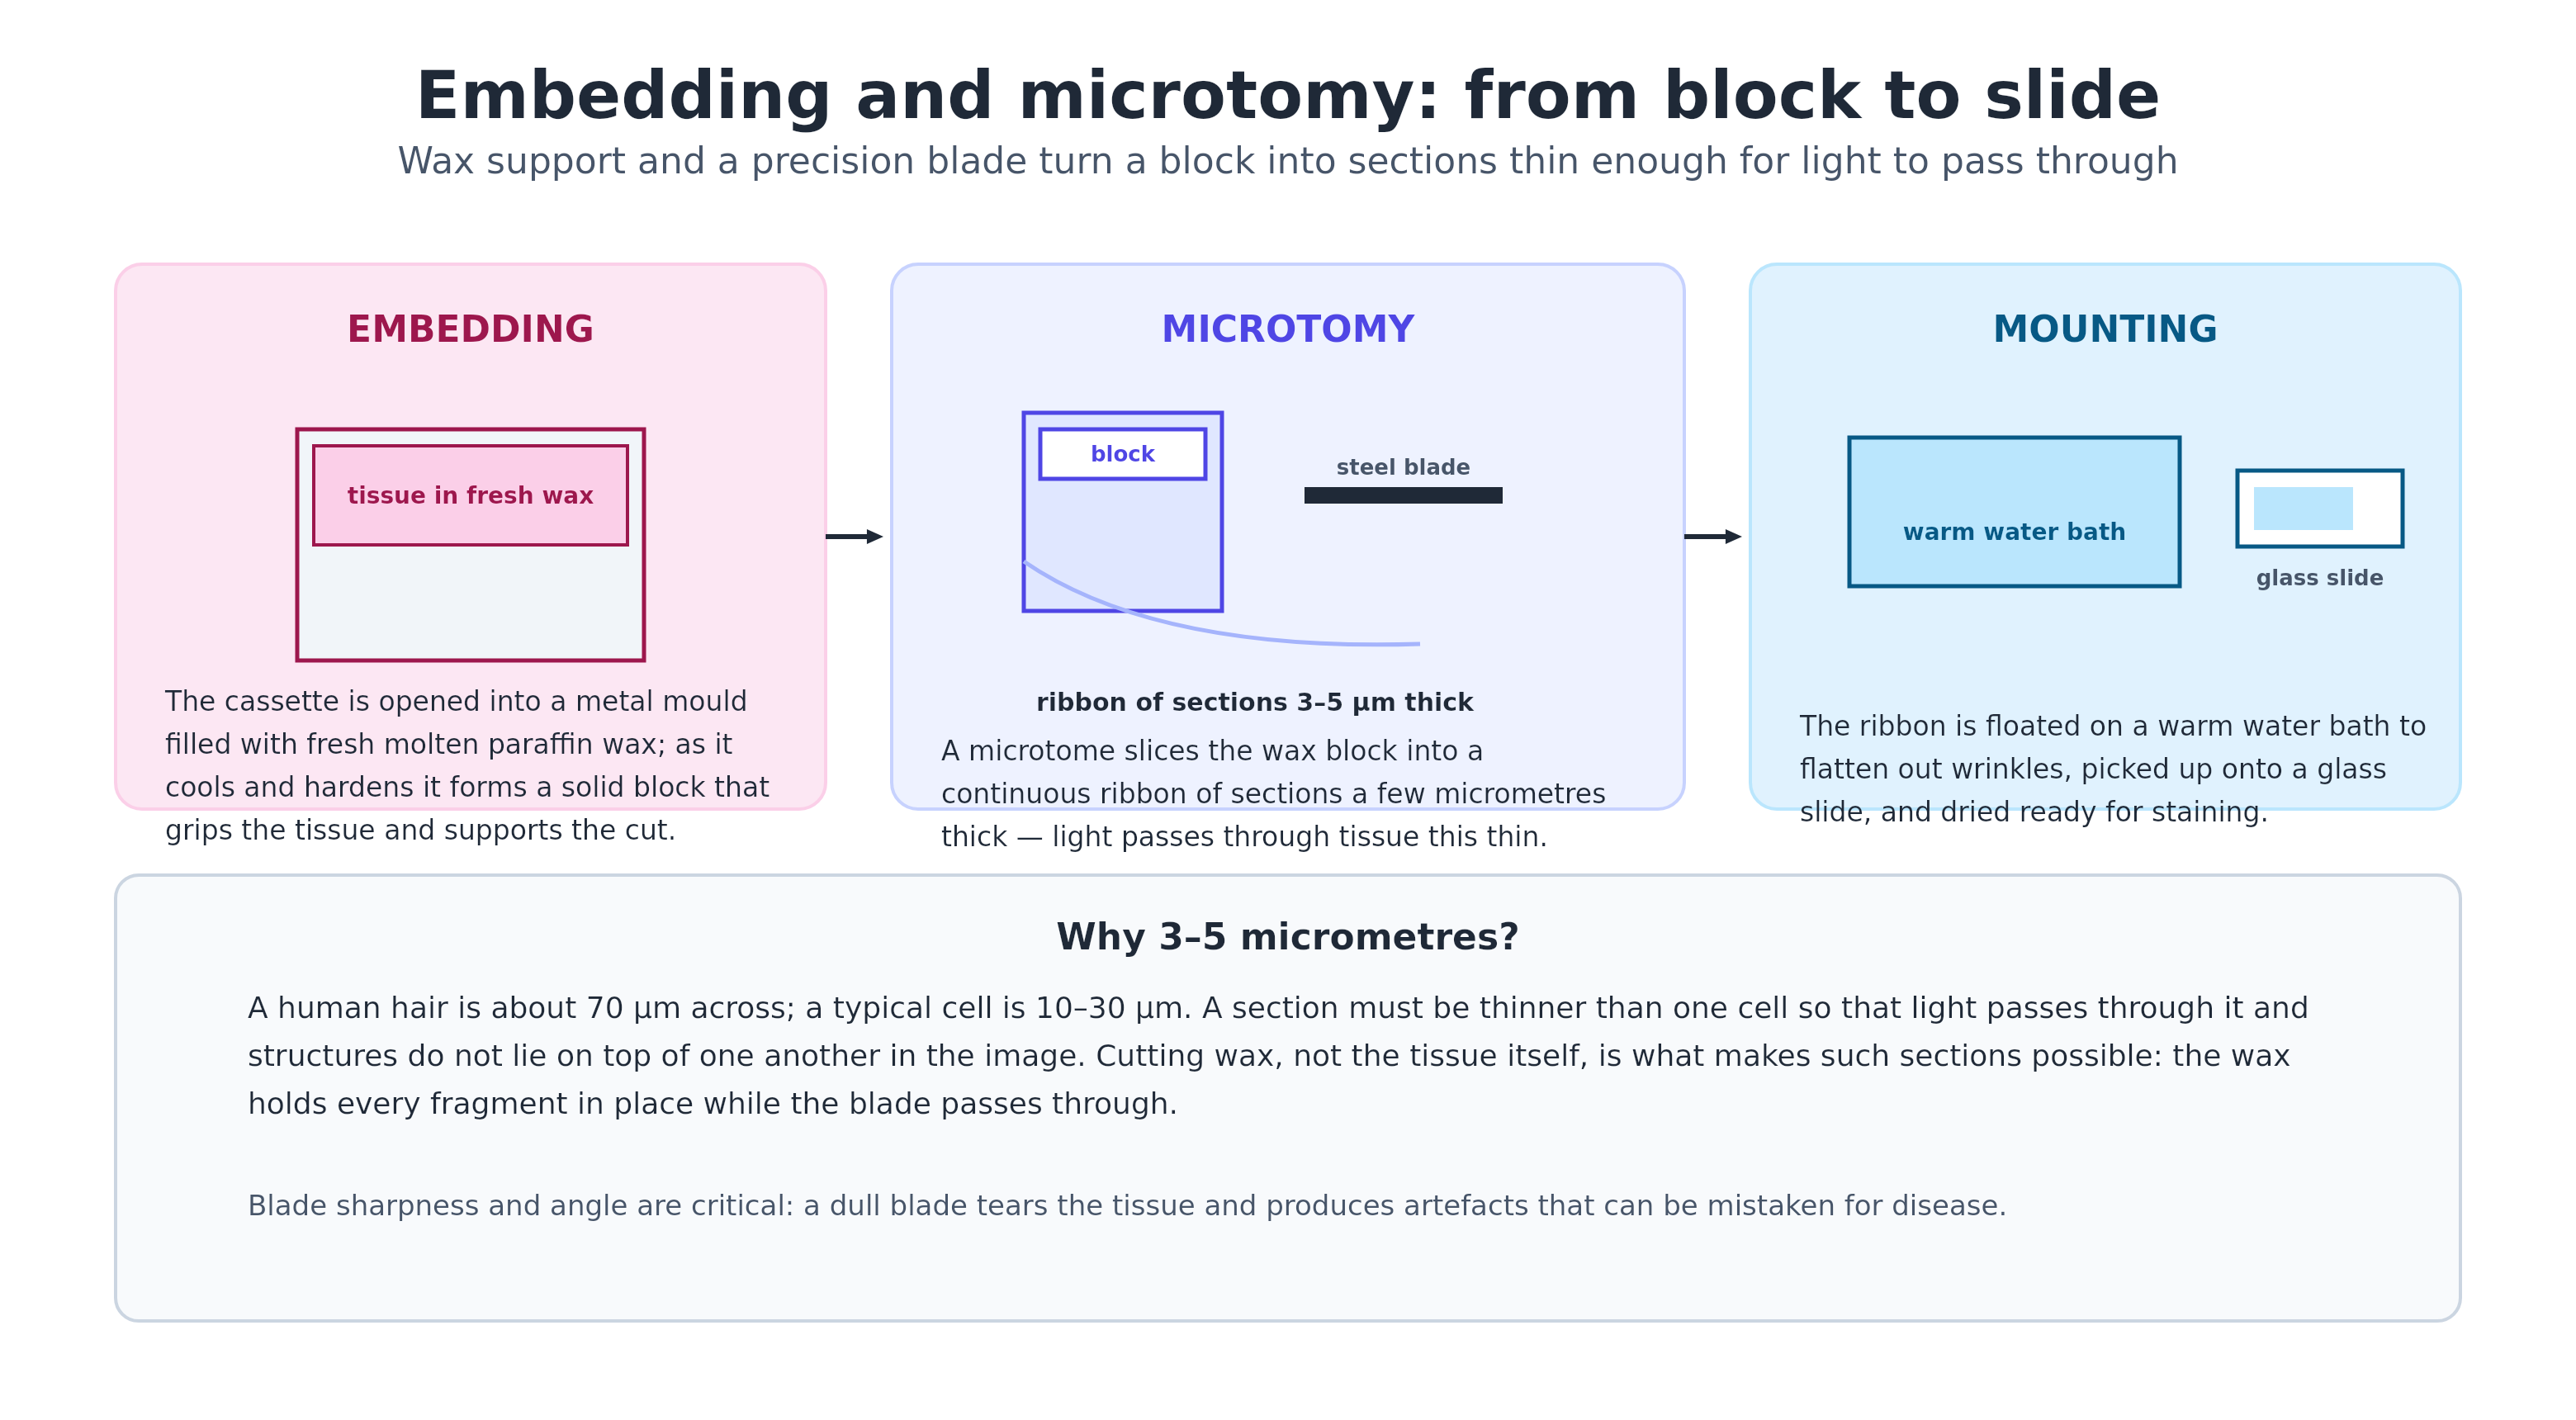 Embedding and microtomy: from block to slide
Wax support and a precision blade turn a block into sections thin enough for light to pass through
EMBEDDING
tissue in fresh wax
The cassette is opened into a metal mould
filled with fresh molten paraffin wax; as it
cools and hardens it forms a solid block that
grips the tissue and supports the cut.
MICROTOMY
block
steel blade
ribbon of sections 3–5 µm thick
A microtome slices the wax block into a
continuous ribbon of sections a few micrometres
thick — light passes through tissue this thin.
MOUNTING
warm water bath
glass slide
The ribbon is floated on a warm water bath to
flatten out wrinkles, picked up onto a glass
slide, and dried ready for staining.
Why 3–5 micrometres?
A human hair is about 70 µm across; a typical cell is 10–30 µm. A section must be thinner than one cell so that light passes through it and
structures do not lie on top of one another in the image. Cutting wax, not the tissue itself, is what makes such sections possible: the wax
holds every fragment in place while the blade passes through.
Blade sharpness and angle are critical: a dull blade tears the tissue and produces artefacts that can be mistaken for disease.